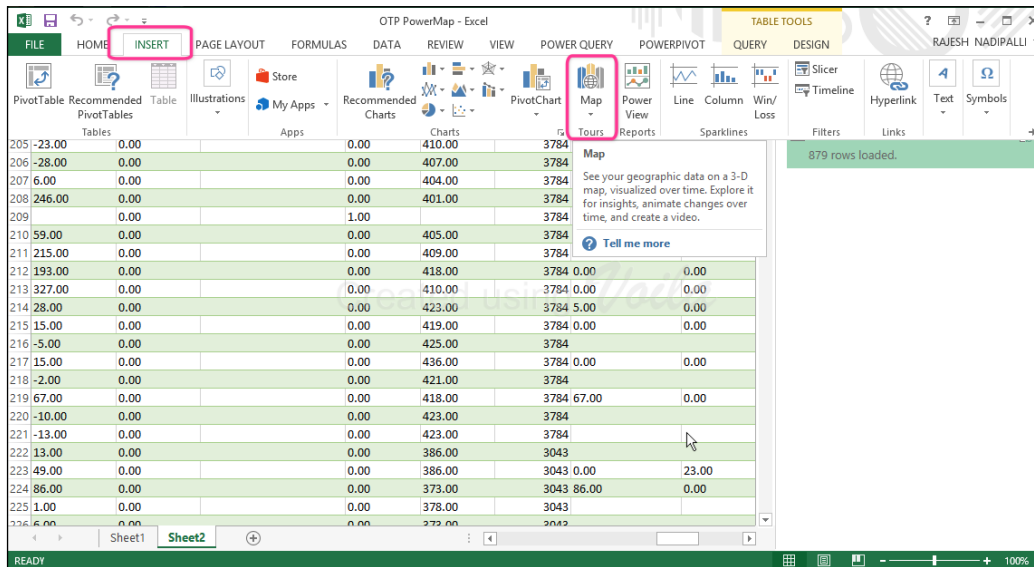 OTP PowerMap - Excel
TABLE TOOLS
FILE HOME INSERT PAGE LAYOUT FORMULAS DATA REVIEW VIEW POWER QUERY POWERPIVOT QUERY DESIGN RAJESH NADIPALLI
PivotTable Recommended PivotTables Table Illustrations Store My Apps Recommended Charts PivotChart Map Power View Line Column Win/Loss Slicer Timeline Hyperlink Text Symbols
Tables Apps Charts Tours Reports Sparklines Filters Links
205 -23.00 0.00 0.00 410.00 3784
206 -28.00 0.00 0.00 407.00 3784
207 6.00 0.00 0.00 404.00 3784
208 246.00 0.00 0.00 401.00 3784
209 0.00 1.00 3784
210 59.00 0.00 0.00 405.00 3784
211 215.00 0.00 0.00 409.00 3784
212 193.00 0.00 0.00 418.00 3784 0.00 0.00
213 327.00 0.00 0.00 410.00 3784 0.00 0.00
214 28.00 0.00 0.00 423.00 3784 5.00 0.00
215 15.00 0.00 0.00 419.00 3784 0.00 0.00
216 -5.00 0.00 0.00 425.00 3784
217 15.00 0.00 0.00 436.00 3784 0.00 0.00
218 -2.00 0.00 0.00 421.00 3784
219 67.00 0.00 0.00 418.00 3784 67.00 0.00
220 -10.00 0.00 0.00 423.00 3784
221 -13.00 0.00 0.00 423.00 3784
222 13.00 0.00 0.00 386.00 3043
223 49.00 0.00 0.00 386.00 3043 0.00 23.00
224 86.00 0.00 0.00 373.00 3043 86.00 0.00
225 1.00 0.00 0.00 378.00 3043
226 6.00 0.00 0.00 373.00 3043
Map
See your geographic data on a 3-D
map, visualized over time. Explore it
for insights, animate changes over
time, and create a video.
? Tell me more
879 rows loaded.
Created using Voila
Sheet1 Sheet2
READY 100%